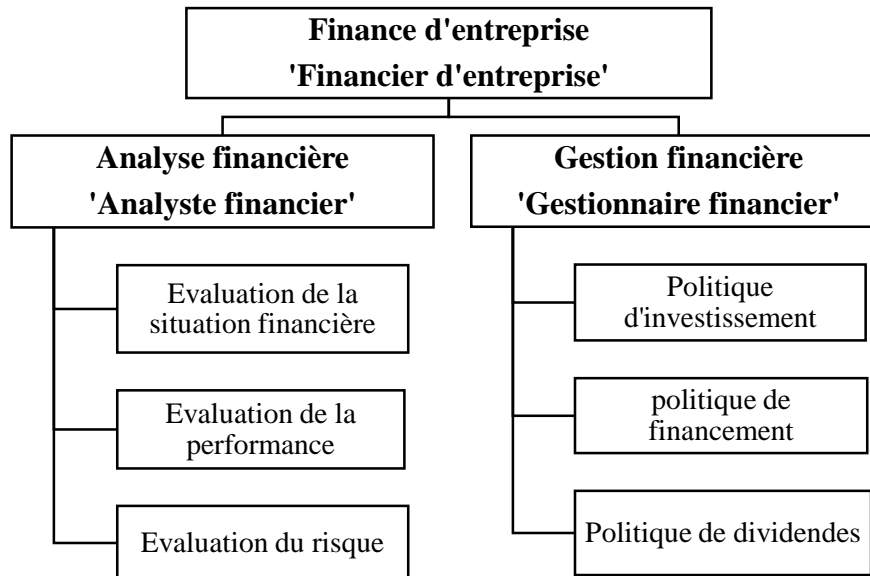 Finance d'entreprise
'Financier d'entreprise'
Analyse financière
'Analyste financier'
Gestion financière
'Gestionnaire financier'
Evaluation de la
situation financière
Evaluation de la
performance
Evaluation du risque
Politique
d'investissement
politique de
financement
Politique de dividendes